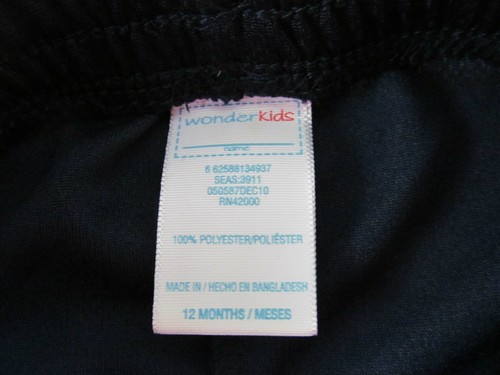 wonderkids
name
6 62588134937
SEAS:3911
050587DEC10
RN42000
100% POLYESTER/POLIÉSTER
MADE IN / HECHO EN BANGLADESH
12 MONTHS / MESES